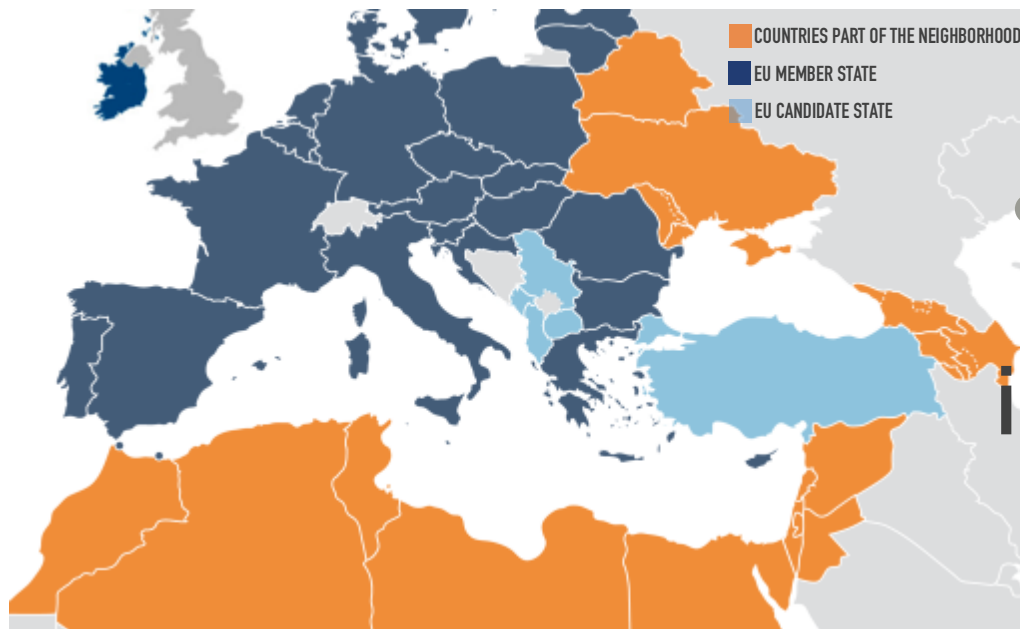 COUNTRIES PART OF THE NEIGHBORHOOD
EU MEMBER STATE
EU CANDIDATE STATE